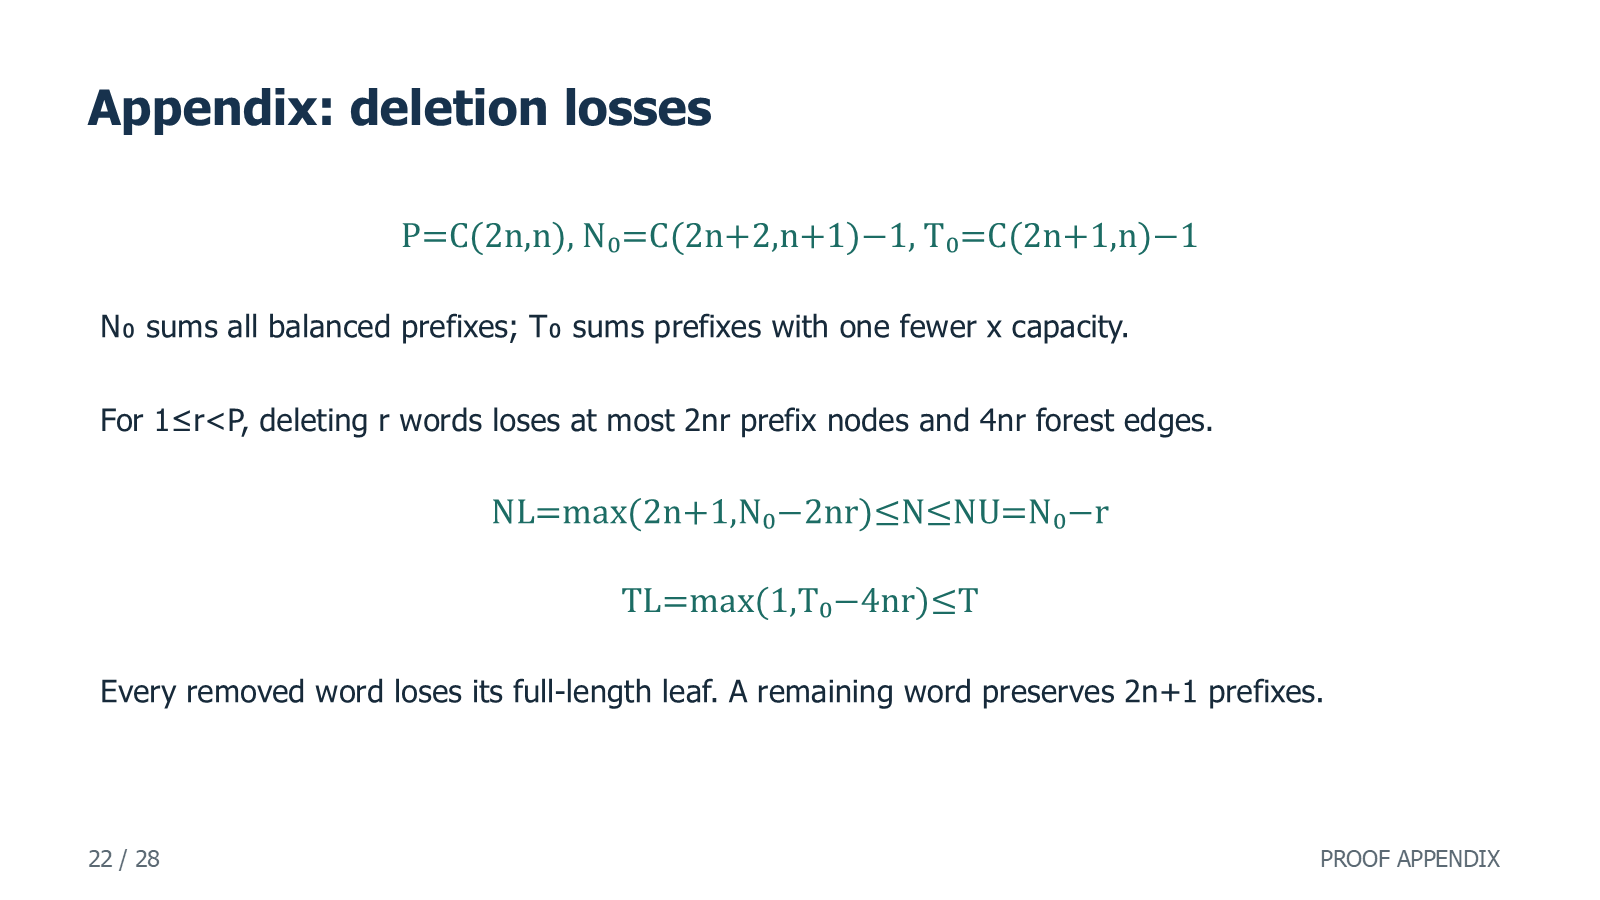 Appendix: deletion losses
P=C(2n,n), N₀=C(2n+2,n+1)−1, T₀=C(2n+1,n)−1
N₀ sums all balanced prefixes; T₀ sums prefixes with one fewer x capacity.
For 1≤r<P, deleting r words loses at most 2nr prefix nodes and 4nr forest edges.
NL=max(2n+1,N₀−2nr)≤N≤NU=N₀−r
TL=max(1,T₀−4nr)≤T
Every removed word loses its full-length leaf. A remaining word preserves 2n+1 prefixes.
22 / 28
PROOF APPENDIX